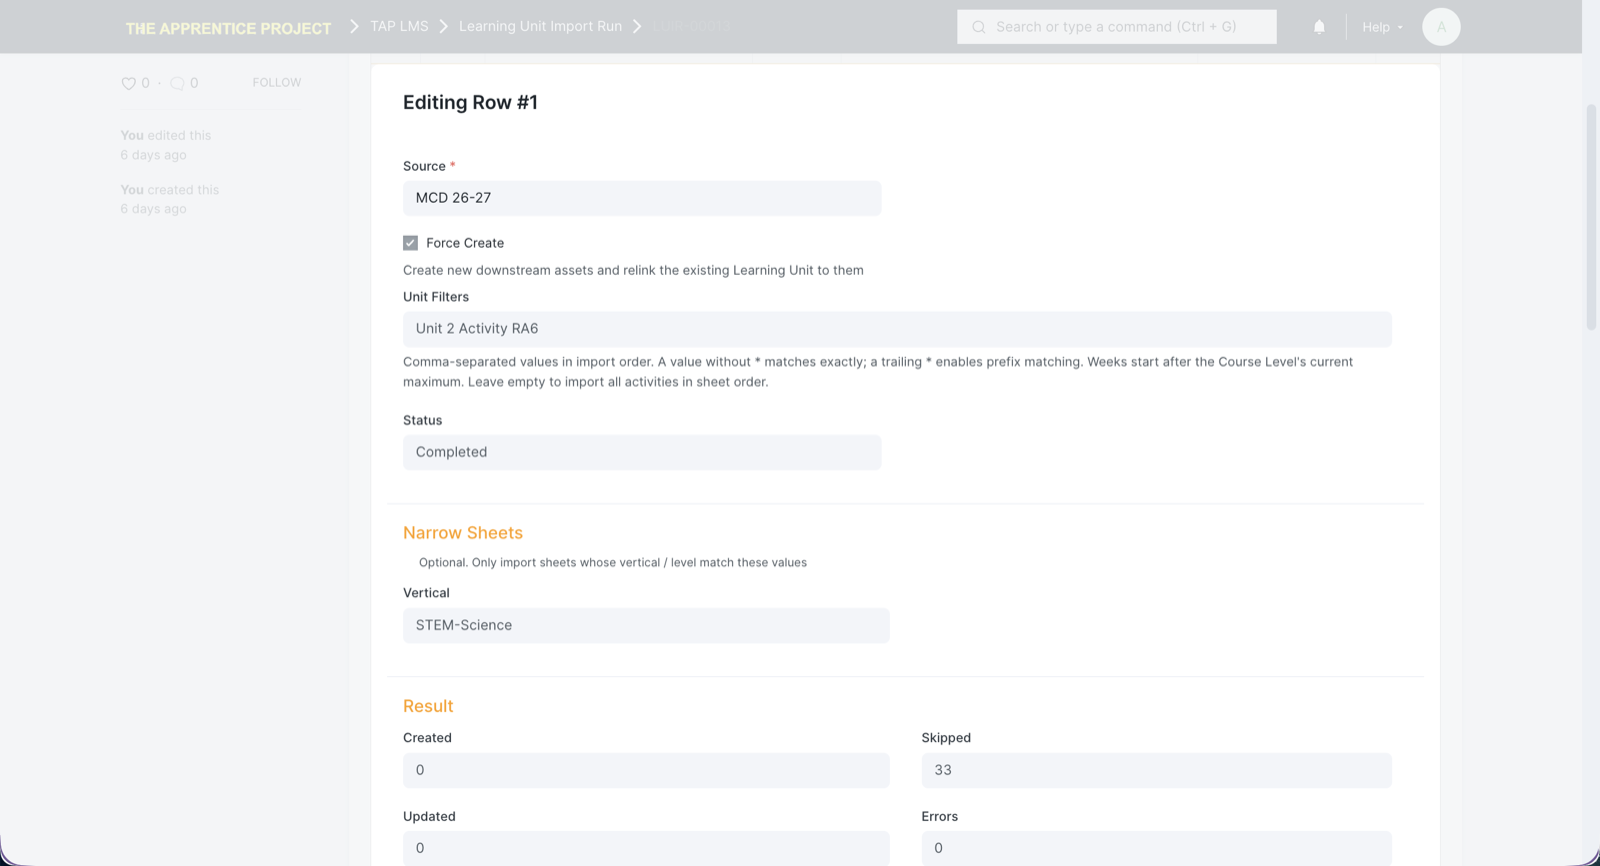 THE APPRENTICE PROJECT
TAP LMS
Learning Unit Import Run
Search or type a command (Ctrl + G)
Help
A
0 · 0
FOLLOW
You edited this
6 days ago
You created this
6 days ago
Editing Row #1
Source *
MCD 26-27
Force Create
Create new downstream assets and relink the existing Learning Unit to them
Unit Filters
Unit 2 Activity RA6
Comma-separated values in import order. A value without * matches exactly; a trailing * enables prefix matching. Weeks start after the Course Level's current
maximum. Leave empty to import all activities in sheet order.
Status
Completed
Narrow Sheets
Optional. Only import sheets whose vertical / level match these values
Vertical
STEM-Science
Result
Created
0
Skipped
33
Updated
0
Errors
0